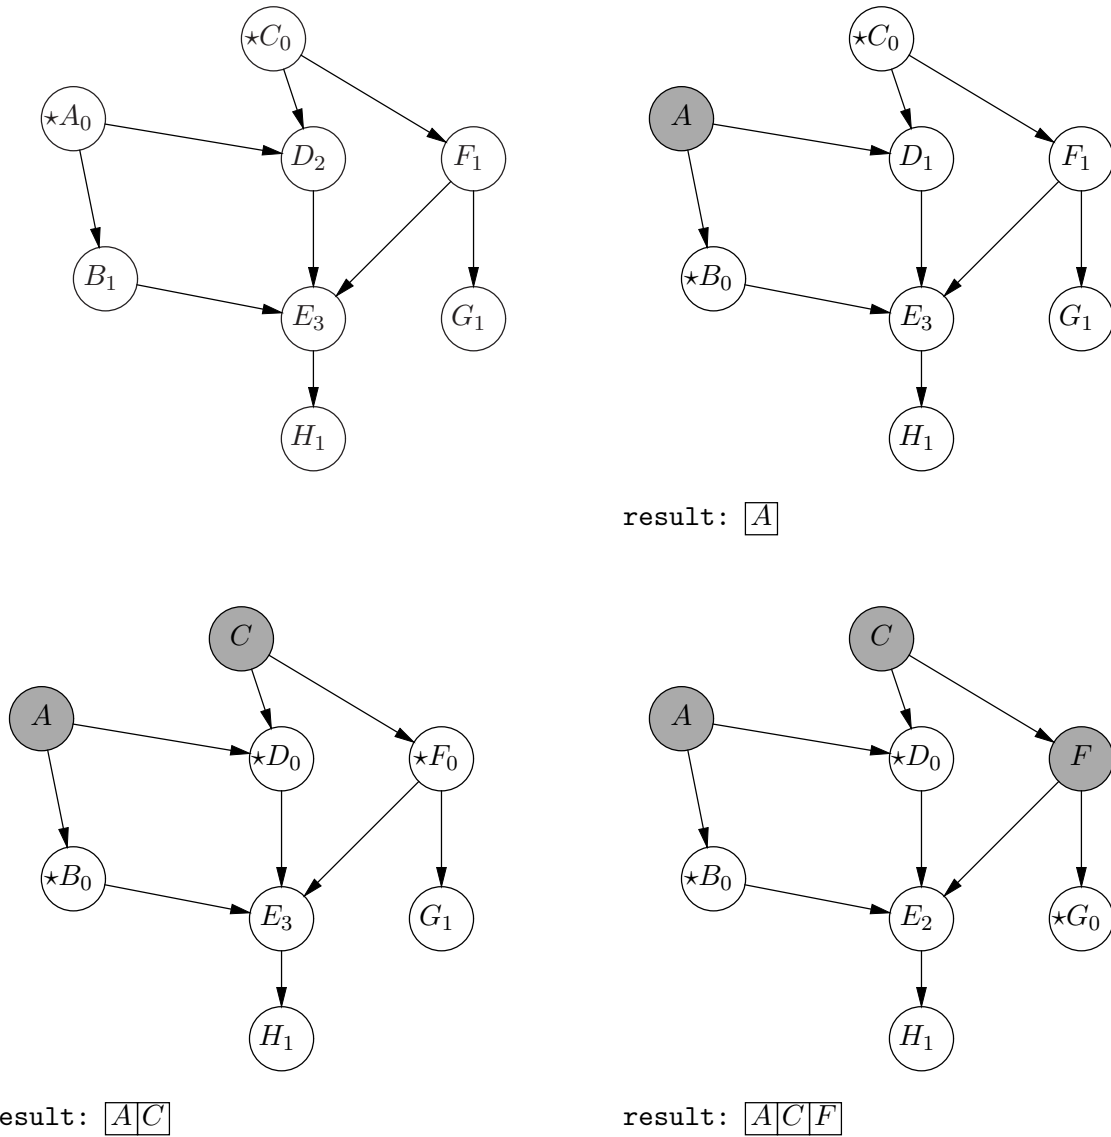 ⋆C₀ ⋆C₀
⋆A₀ A
D₂ F₁ D₁ F₁
B₁ ⋆B₀
E₃ G₁ E₃ G₁
H₁ H₁
result: A
C C
A A
⋆D₀ ⋆F₀ ⋆D₀ F
⋆B₀ ⋆B₀
E₃ G₁ E₂ ⋆G₀
H₁ H₁
esult: A C result: A C F